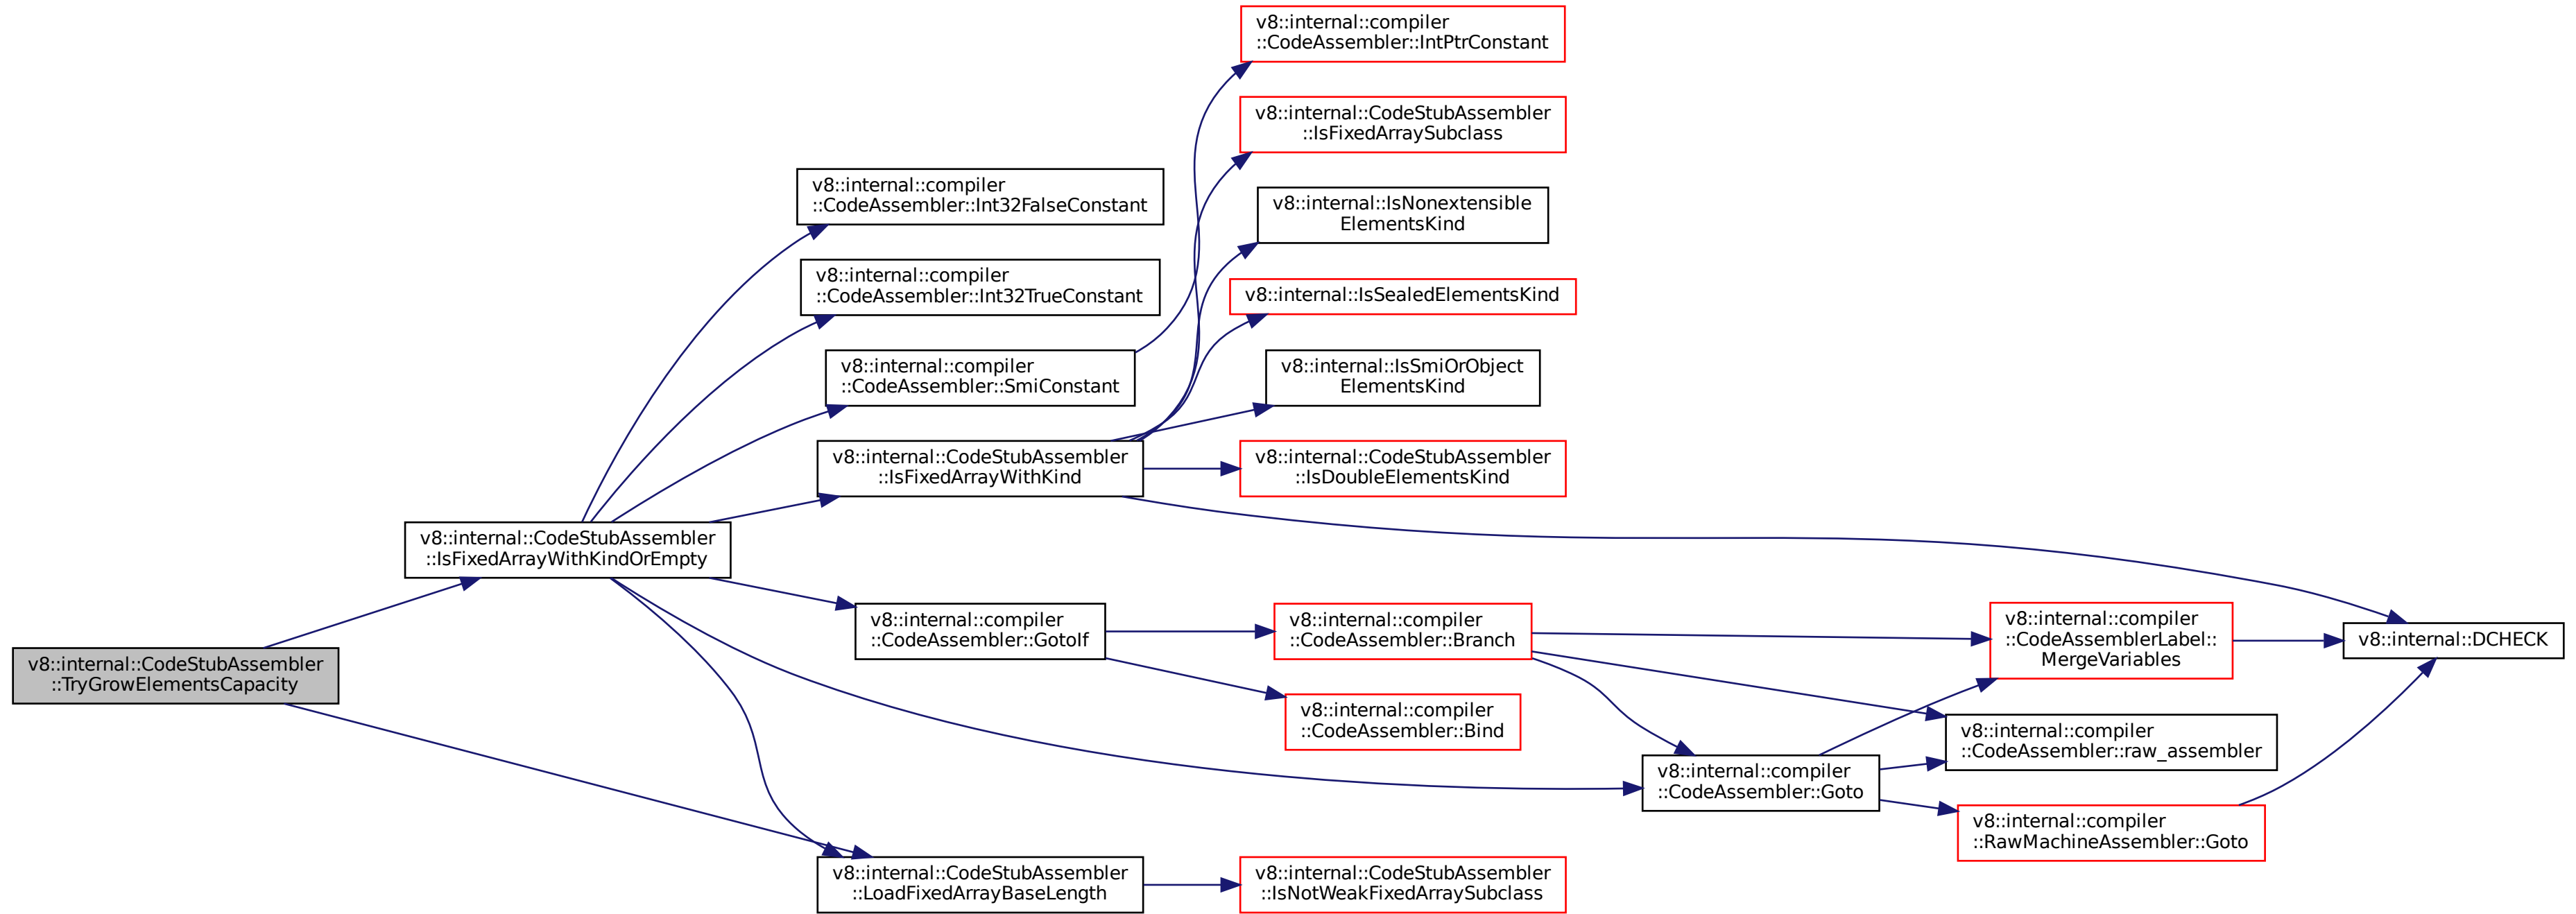 v8::internal::CodeStubAssembler
::TryGrowElementsCapacity
v8::internal::CodeStubAssembler
::IsFixedArrayWithKindOrEmpty
v8::internal::compiler
::CodeAssembler::Int32FalseConstant
v8::internal::compiler
::CodeAssembler::Int32TrueConstant
v8::internal::compiler
::CodeAssembler::SmiConstant
v8::internal::CodeStubAssembler
::IsFixedArrayWithKind
v8::internal::compiler
::CodeAssembler::GotoIf
v8::internal::CodeStubAssembler
::LoadFixedArrayBaseLength
v8::internal::compiler
::CodeAssembler::IntPtrConstant
v8::internal::CodeStubAssembler
::IsFixedArraySubclass
v8::internal::IsNonextensible
ElementsKind
v8::internal::IsSealedElementsKind
v8::internal::IsSmiOrObject
ElementsKind
v8::internal::CodeStubAssembler
::IsDoubleElementsKind
v8::internal::compiler
::CodeAssembler::Branch
v8::internal::compiler
::CodeAssembler::Bind
v8::internal::CodeStubAssembler
::IsNotWeakFixedArraySubclass
v8::internal::compiler
::CodeAssembler::Goto
v8::internal::compiler
::CodeAssemblerLabel::
MergeVariables
v8::internal::compiler
::CodeAssembler::raw_assembler
v8::internal::compiler
::RawMachineAssembler::Goto
v8::internal::DCHECK